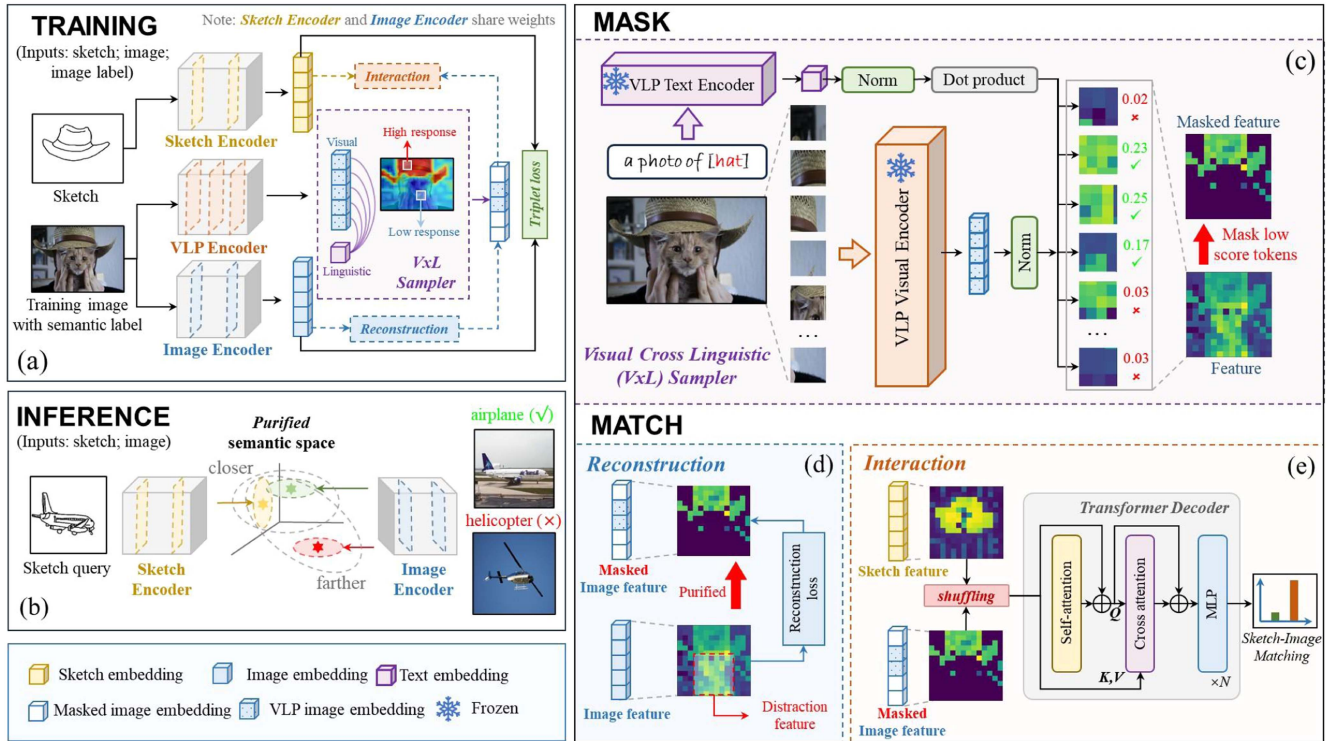 TRAINING
Note: Sketch Encoder and Image Encoder share weights
(Inputs: sketch; image;
image label)
Sketch
Training image
with semantic label
(a)
Sketch Encoder
VLP Encoder
Image Encoder
Interaction
Visual
High response
Low response
Linguistic
VxL
Sampler
Triplet loss
Reconstruction
INFERENCE
(Inputs: sketch; image)
Purified
semantic space
closer
farther
Sketch query
Sketch
Encoder
Image
Encoder
airplane (√)
helicopter (×)
(b)
Sketch embedding
Image embedding
Text embedding
Masked image embedding
VLP image embedding
Frozen
MASK
(c)
VLP Text Encoder
Norm
Dot product
a photo of [hat]
VLP Visual Encoder
Norm
...
Visual Cross Linguistic
(VxL) Sampler
0.02
×
0.23
✓
0.25
✓
0.17
✓
0.03
×
...
0.03
×
Masked feature
Mask low
score tokens
Feature
MATCH
Reconstruction
(d)
Masked
Image feature
Purified
Reconstruction
loss
Image feature
Distraction
feature
Interaction
(e)
Sketch feature
shuffling
Masked
Image feature
Transformer Decoder
Self-attention
Q
K,V
Cross attention
MLP
×N
Sketch-Image
Matching